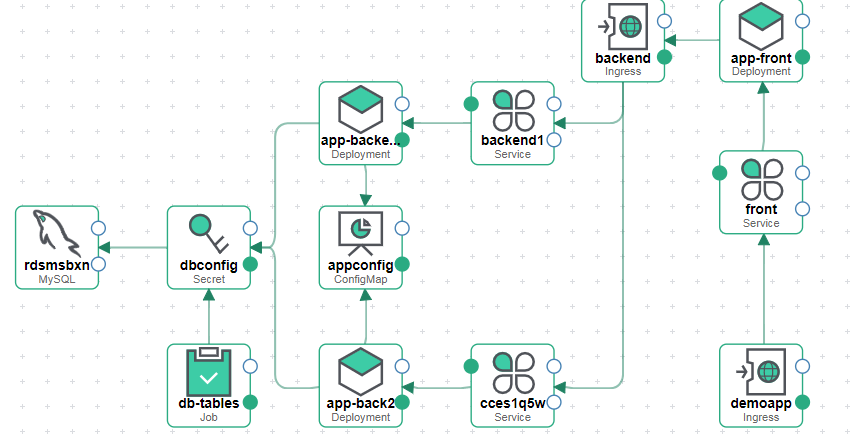 backend
Ingress
app-front
Deployment
app-backe...
Deployment
backend1
Service
front
Service
rdsmsbxn
MySQL
dbconfig
Secret
appconfig
ConfigMap
db-tables
Job
app-back2
Deployment
cces1q5w
Service
demoapp
Ingress